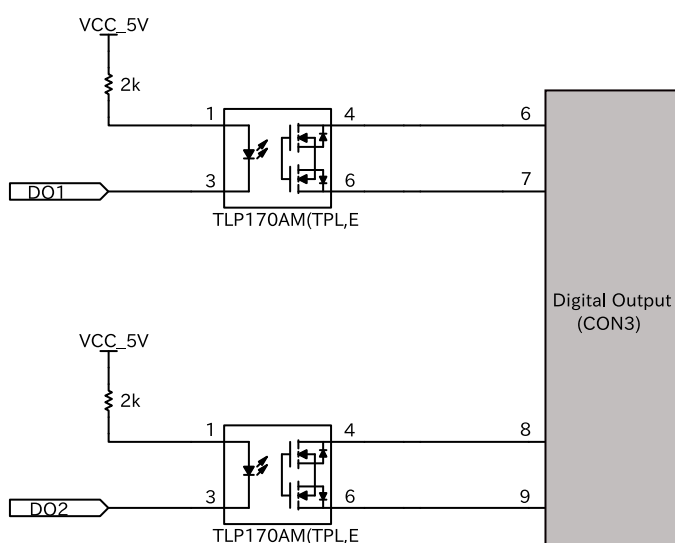 VCC_5V
2k
1
4
6
3
6
7
DO1
TLP170AM(TPL,E
Digital Output
(CON3)
VCC_5V
2k
1
4
8
3
6
9
DO2
TLP170AM(TPL,E